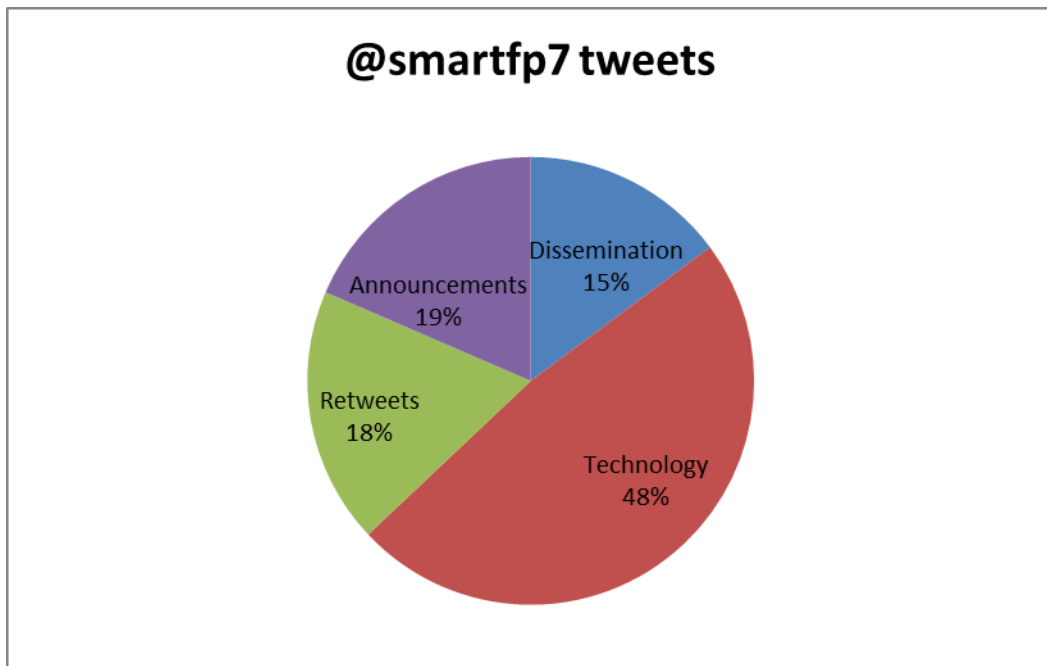 @smartfp7 tweets
Dissemination
15%
Announcements
19%
Retweets
18%
Technology
48%